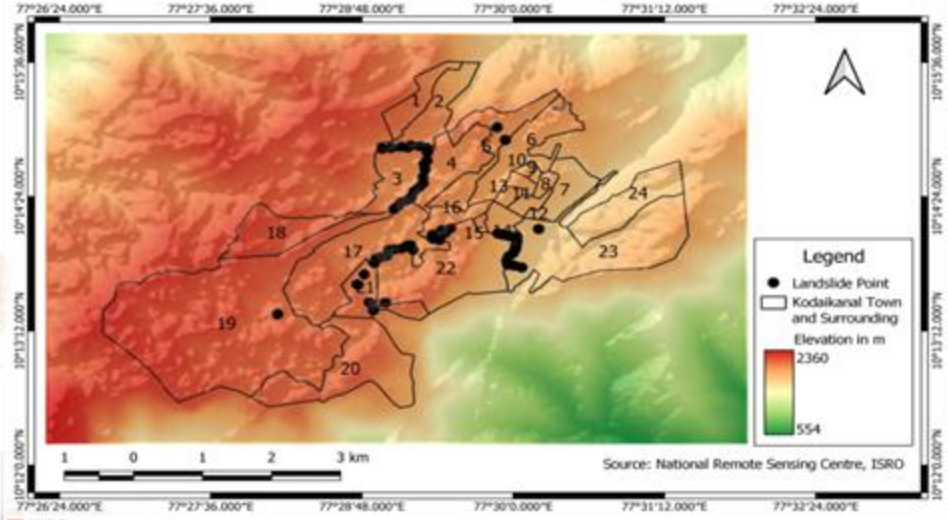 77°26'24.000"E 77°27'36.000"E 77°28'48.000"E 77°30'0.000"E 77°31'12.000"E 77°32'24.000"E
10°15'36.000"N 10°15'36.000"N
1 2
5 6
4 10 9
3 13 11 8 7 24
16 12
18 15 14
17 22 23
21
19
20
10°14'24.000"N 10°14'24.000"N
Legend
Landslide Point
Kodaikanal Town
and Surrounding
Elevation in m
2360
554
10°13'12.000"N 10°13'12.000"N
1 0 1 2 3 km
Source: National Remote Sensing Centre, ISRO
10°12'0.000"N 10°12'0.000"N
77°26'24.000"E 77°27'36.000"E 77°28'48.000"E 77°30'0.000"E 77°31'12.000"E 77°32'24.000"E